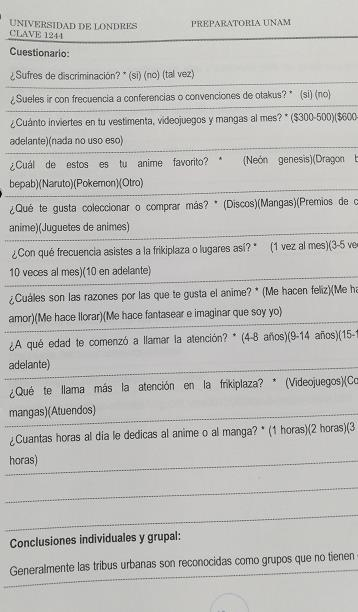 UNIVERSIDAD DE LONDRES PREPARATORIA UNAM
CLAVE 1244
Cuestionario:
¿Sufres de discriminación? * (si) (no) (tal vez)
¿Sueles ir con frecuencia a conferencias o convenciones de otakus? * (si) (no)
¿Cuánto inviertes en tu vestimenta, videojuegos y mangas al mes? * ($300-500)($600-
adelante)(nada no uso eso)
¿Cuál de estos es tu anime favorito? * (Neón genesis)(Dragon
bepab)(Naruto)(Pokemon)(Otro)
¿Qué te gusta coleccionar o comprar más? * (Discos)(Mangas)(Premios de
anime)(Juguetes de animes)
¿Con qué frecuencia asistes a la frikiplaza o lugares así? * (1 vez al mes)(3-5
10 veces al mes)(10 en adelante)
¿Cuáles son las razones por las que te gusta el anime? * (Me hacen feliz)(Me
amor)(Me hace llorar)(Me hace fantasear e imaginar que soy yo)
¿A qué edad te comenzó a llamar la atención? * (4-8 años)(9-14 años)(15-
adelante)
¿Qué te llama más la atención en la frikiplaza? * (Videojuegos)
mangas)(Atuendos)
¿Cuantas horas al día le dedicas al anime o al manga? * (1 horas)(2 horas)(3
horas)
Conclusiones individuales y grupal:
Generalmente las tribus urbanas son reconocidas como grupos que no tienen